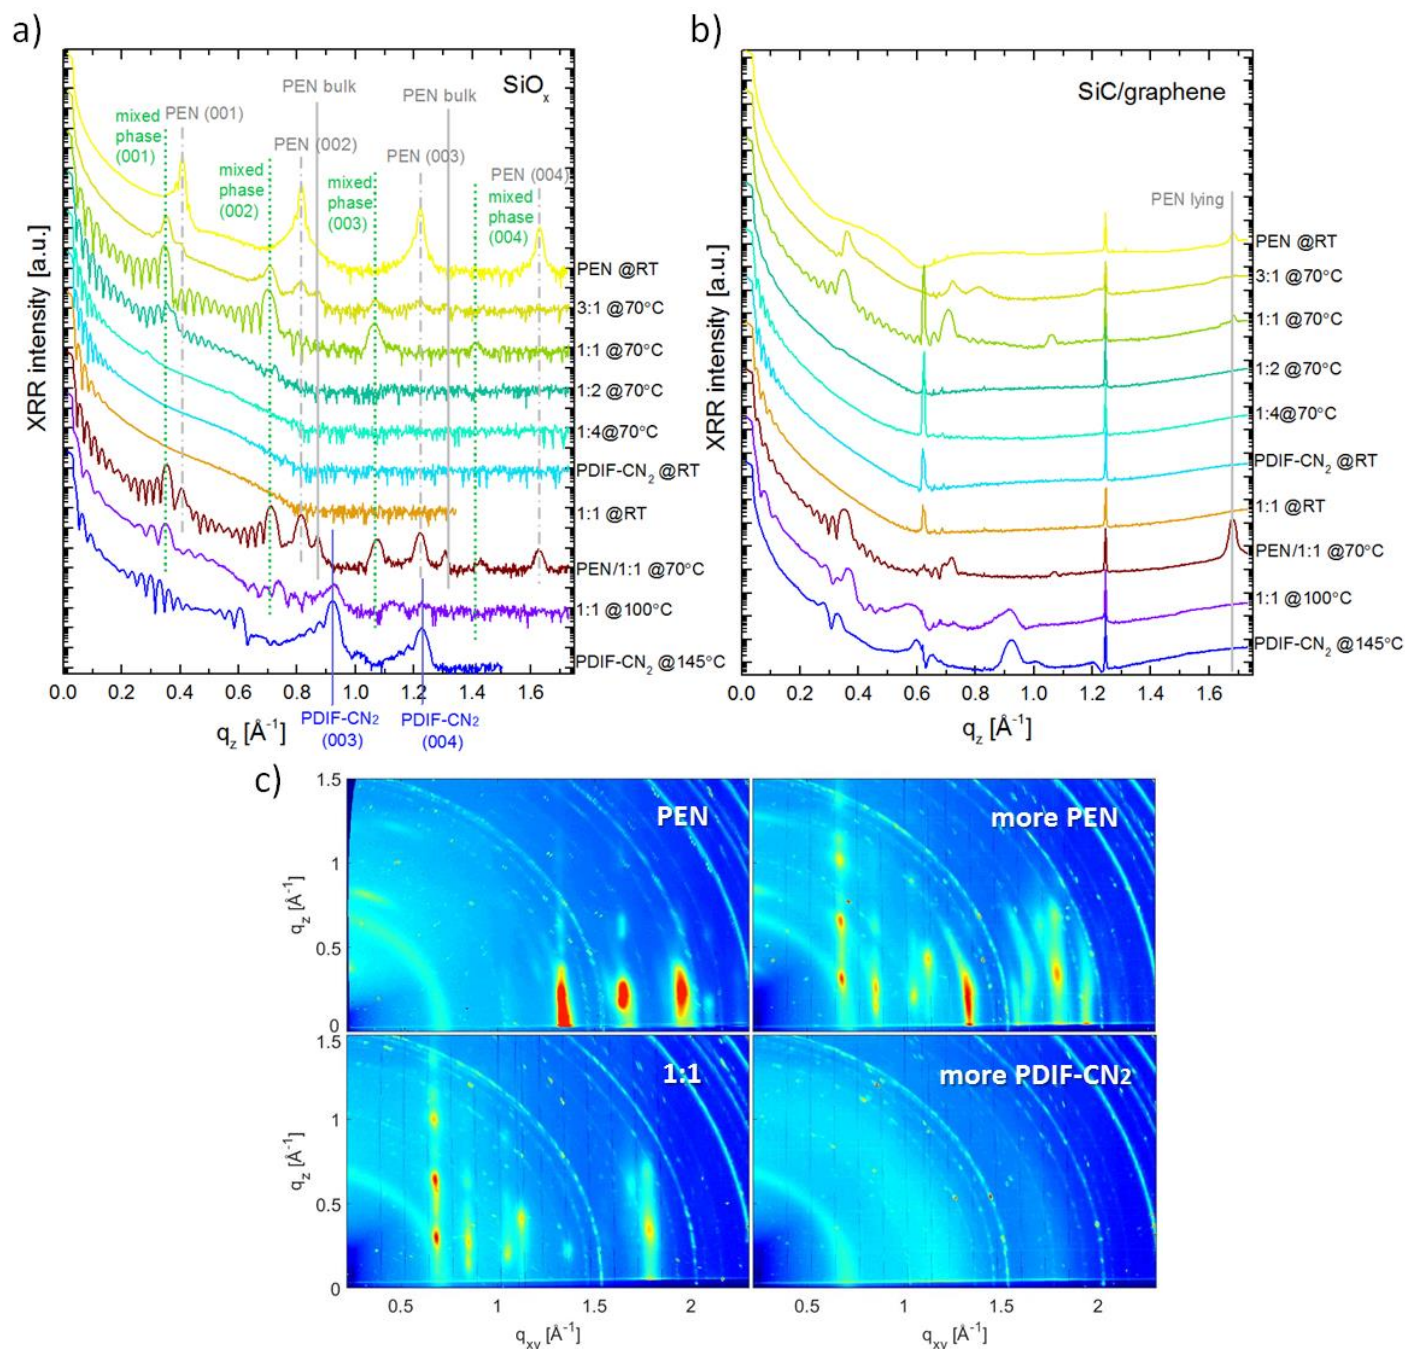 a)
SiOx
PEN bulk
PEN bulk
mixed
phase
(001)
PEN (001)
PEN (002)
mixed
phase
(002)
PEN (003)
mixed
phase
(003)
PEN (004)
mixed
phase
(004)
XRR intensity [a.u.]
PEN @RT
3:1 @70°C
1:1 @70°C
1:2 @70°C
1:4@70°C
PDIF-CN2 @RT
1:1 @RT
PEN/1:1 @70°C
1:1 @100°C
PDIF-CN2 @145°C
0.0 0.2 0.4 0.6 0.8 1.0 1.2 1.4 1.6
qz [Å-1]
PDIF-CN2
(003)
PDIF-CN2
(004)
b)
SiC/graphene
PEN lying
XRR intensity [a.u.]
PEN @RT
3:1 @70°C
1:1 @70°C
1:2 @70°C
1:4 @70°C
PDIF-CN2 @RT
1:1 @RT
PEN/1:1 @70°C
1:1 @100°C
PDIF-CN2 @145°C
0.0 0.2 0.4 0.6 0.8 1.0 1.2 1.4 1.6
qz [Å-1]
c)
PEN
more PEN
1.5
1
0.5
0
qz [Å-1]
1:1
more PDIF-CN2
1.5
1
0.5
0
qz [Å-1]
0.5 1 1.5 2
qxy [Å-1]
0.5 1 1.5 2
qxy [Å-1]